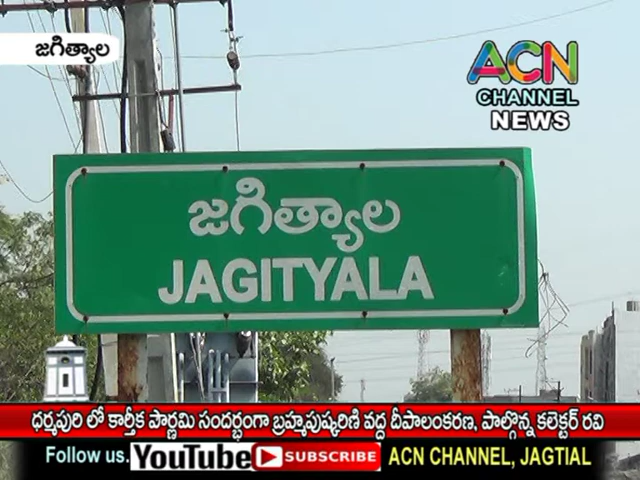 జగిత్యాల
ACN
CHANNEL
NEWS
జగిత్యాల
JAGITYALA
ధర్మపురి లో కార్తీక పౌర్ణమి సందర్భంగా బ్రహ్మపుష్కరిణి వద్ద దీపాలంకరణ, పాల్గొన్న కలెక్టర్ రవి
Follow us. YouTube SUBSCRIBE ACN CHANNEL, JAGTIAL